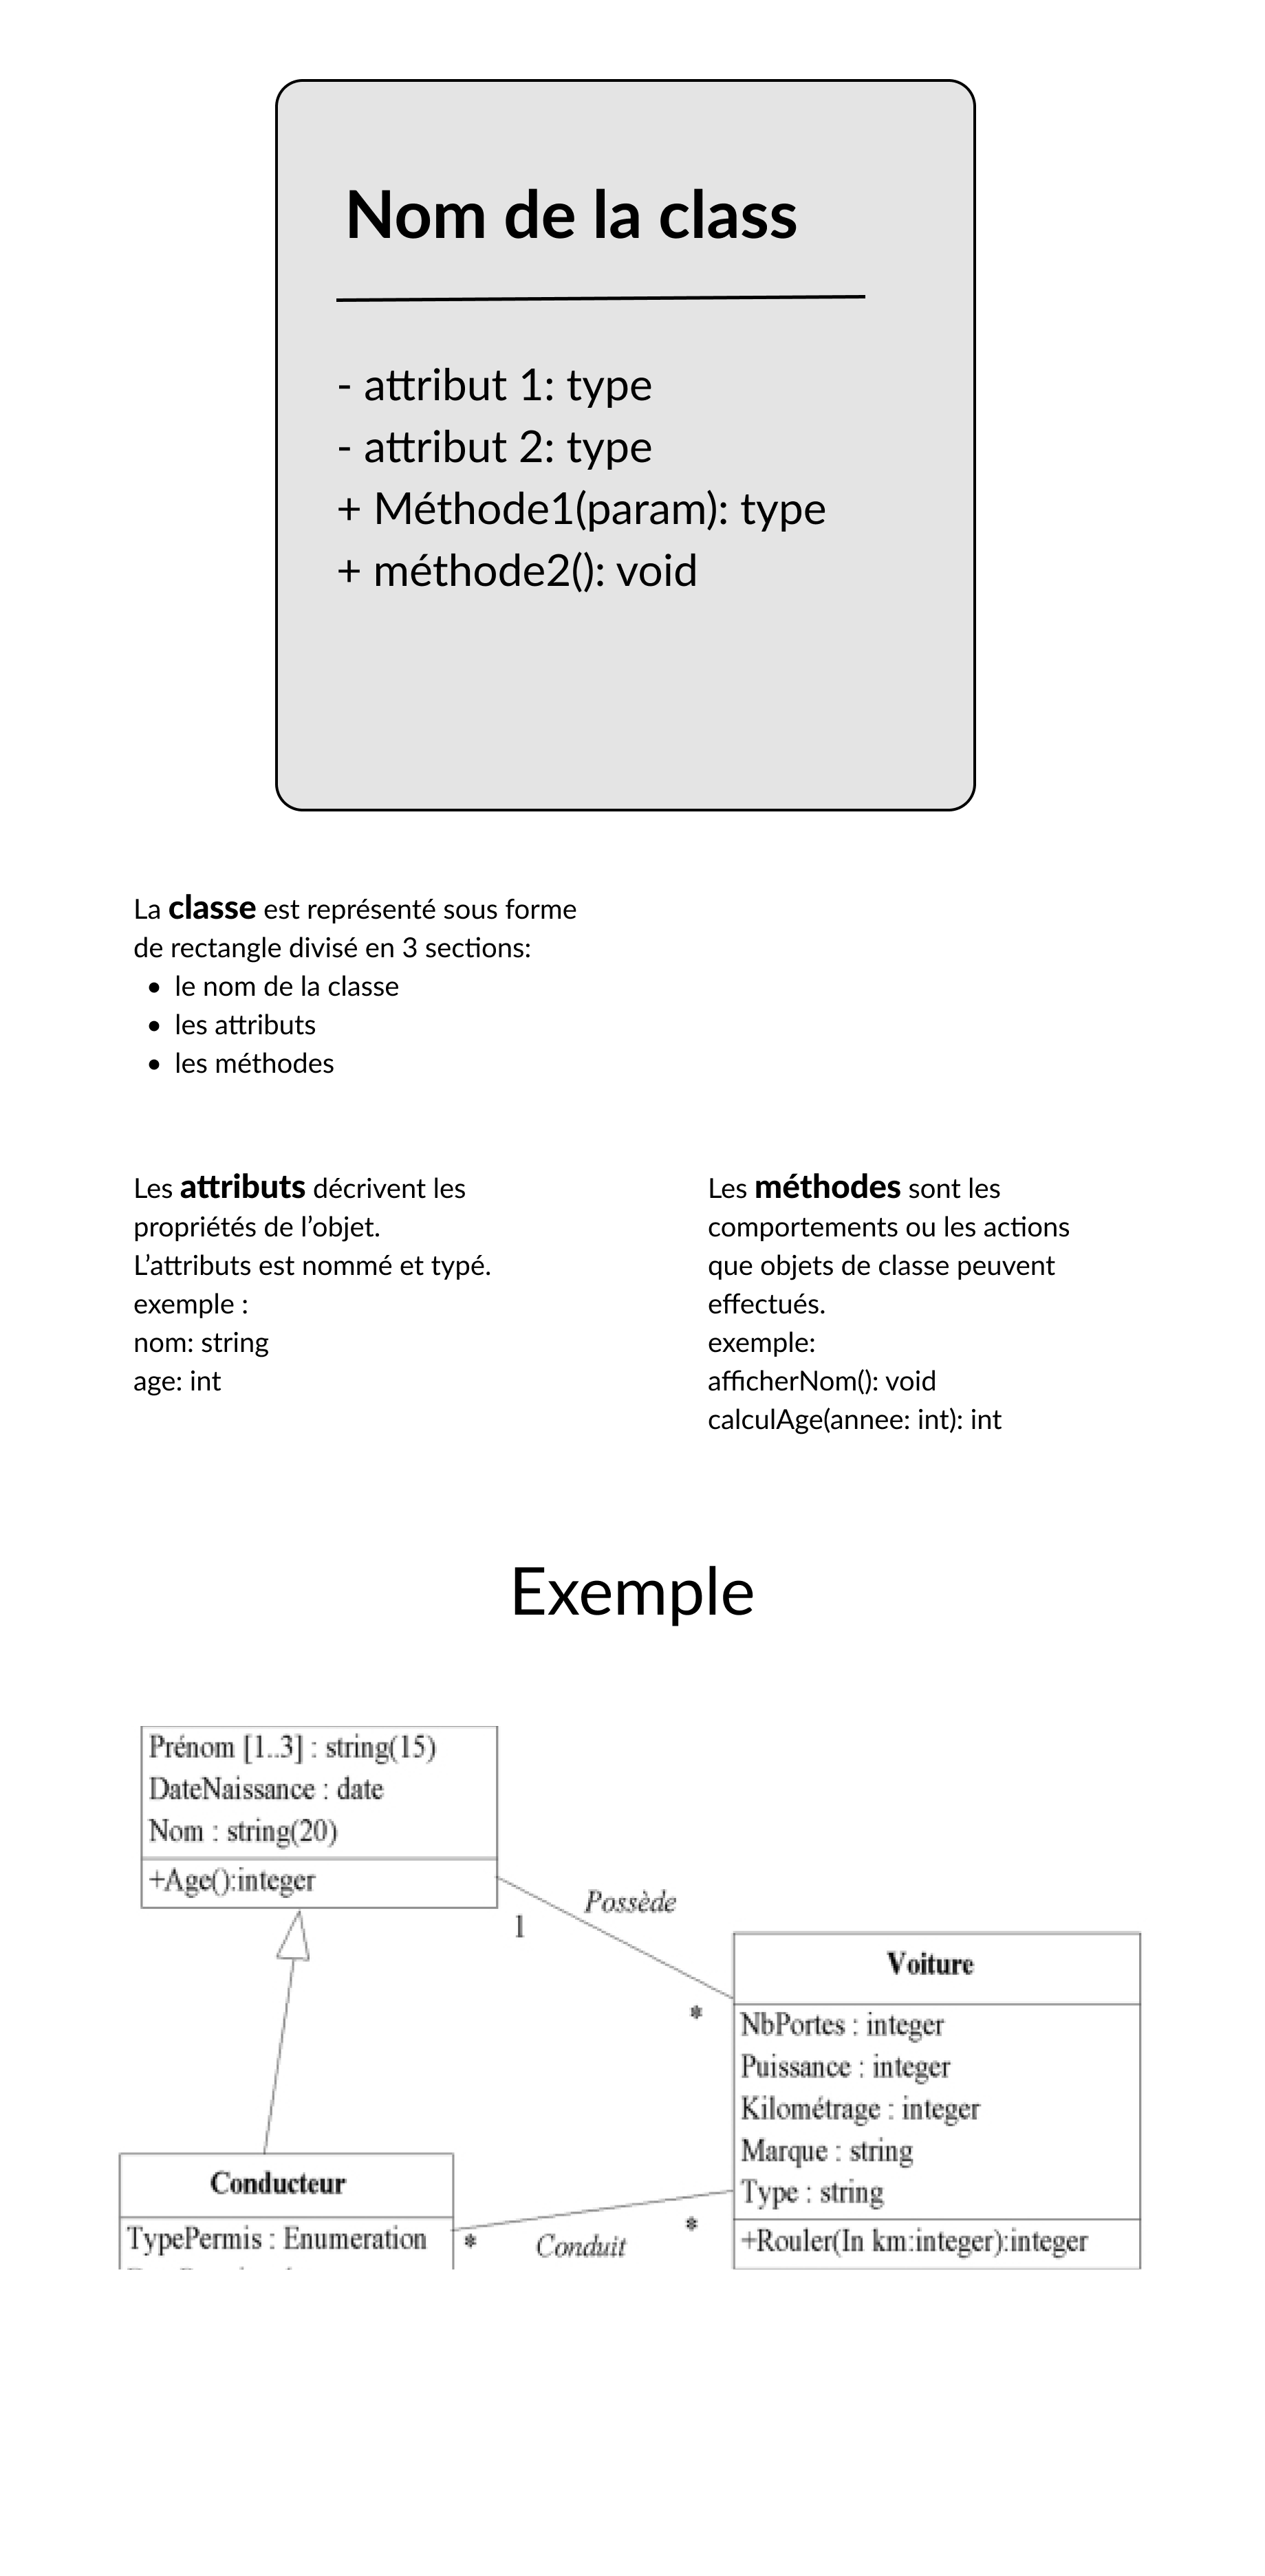 Nom de la class
- attribut 1: type
- attribut 2: type
+ Méthode1(param): type
+ méthode2(): void
La classe est représenté sous forme
de rectangle divisé en 3 sections:
• le nom de la classe
• les attributs
• les méthodes
Les attributs décrivent les
propriétés de l’objet.
L’attributs est nommé et typé.
exemple :
nom: string
age: int
Les méthodes sont les
comportements ou les actions
que objets de classe peuvent
effectués.
exemple:
afficherNom(): void
calculAge(annee: int): int
Exemple
Prénom [1..3] : string(15)
DateNaissance : date
Nom : string(20)
+Age():integer
Possède
1
*
Voiture
NbPortes : integer
Puissance : integer
Kilométrage : integer
Marque : string
Type : string
+Rouler(In km:integer):integer
Conducteur
TypePermis : Enumeration
*
Conduit
*